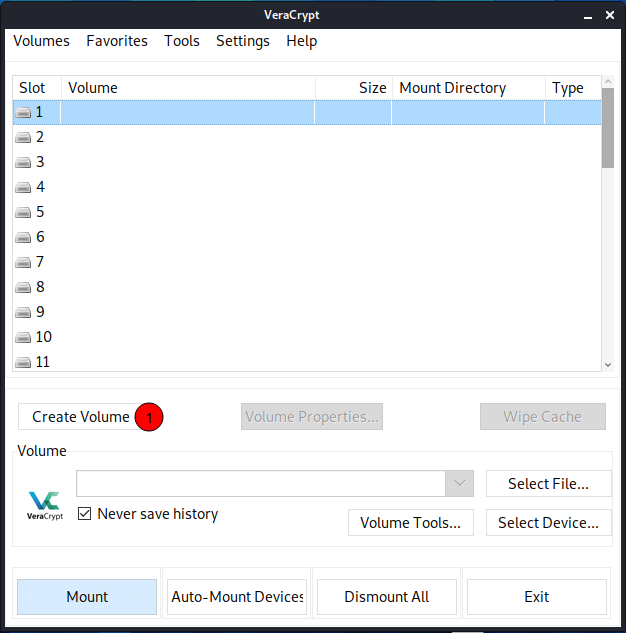 VeraCrypt
Volumes Favorites Tools Settings Help
Slot Volume Size Mount Directory Type
1
2
3
4
5
6
7
8
9
10
11
Create Volume 1 Volume Properties... Wipe Cache
Volume
Select File...
VeraCrypt
Never save history
Volume Tools... Select Device...
Mount Auto-Mount Devices Dismount All Exit